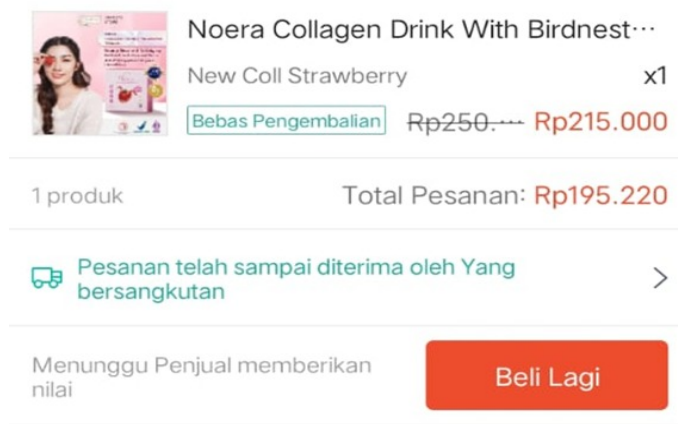 Noera Collagen Drink With Birdnest···
New Coll Strawberry x1
Bebas Pengembalian Rp250.··· Rp215.000
1 produk Total Pesanan: Rp195.220
Pesanan telah sampai diterima oleh Yang
bersangkutan
Menunggu Penjual memberikan
nilai
Beli Lagi